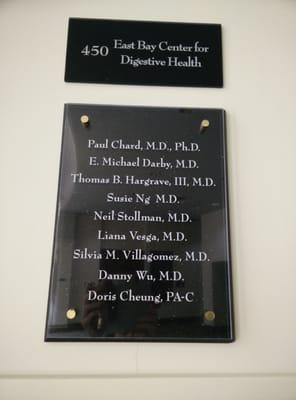 450 East Bay Center for
Digestive Health
Paul Chard, M.D., Ph.D.
E. Michael Darby, M.D.
Thomas B. Hargrave, III, M.D.
Susie Ng M.D.
Neil Stollman, M.D.
Liana Vesga, M.D.
Silvia M. Villagomez, M.D.
Danny Wu, M.D.
Doris Cheung, PA-C